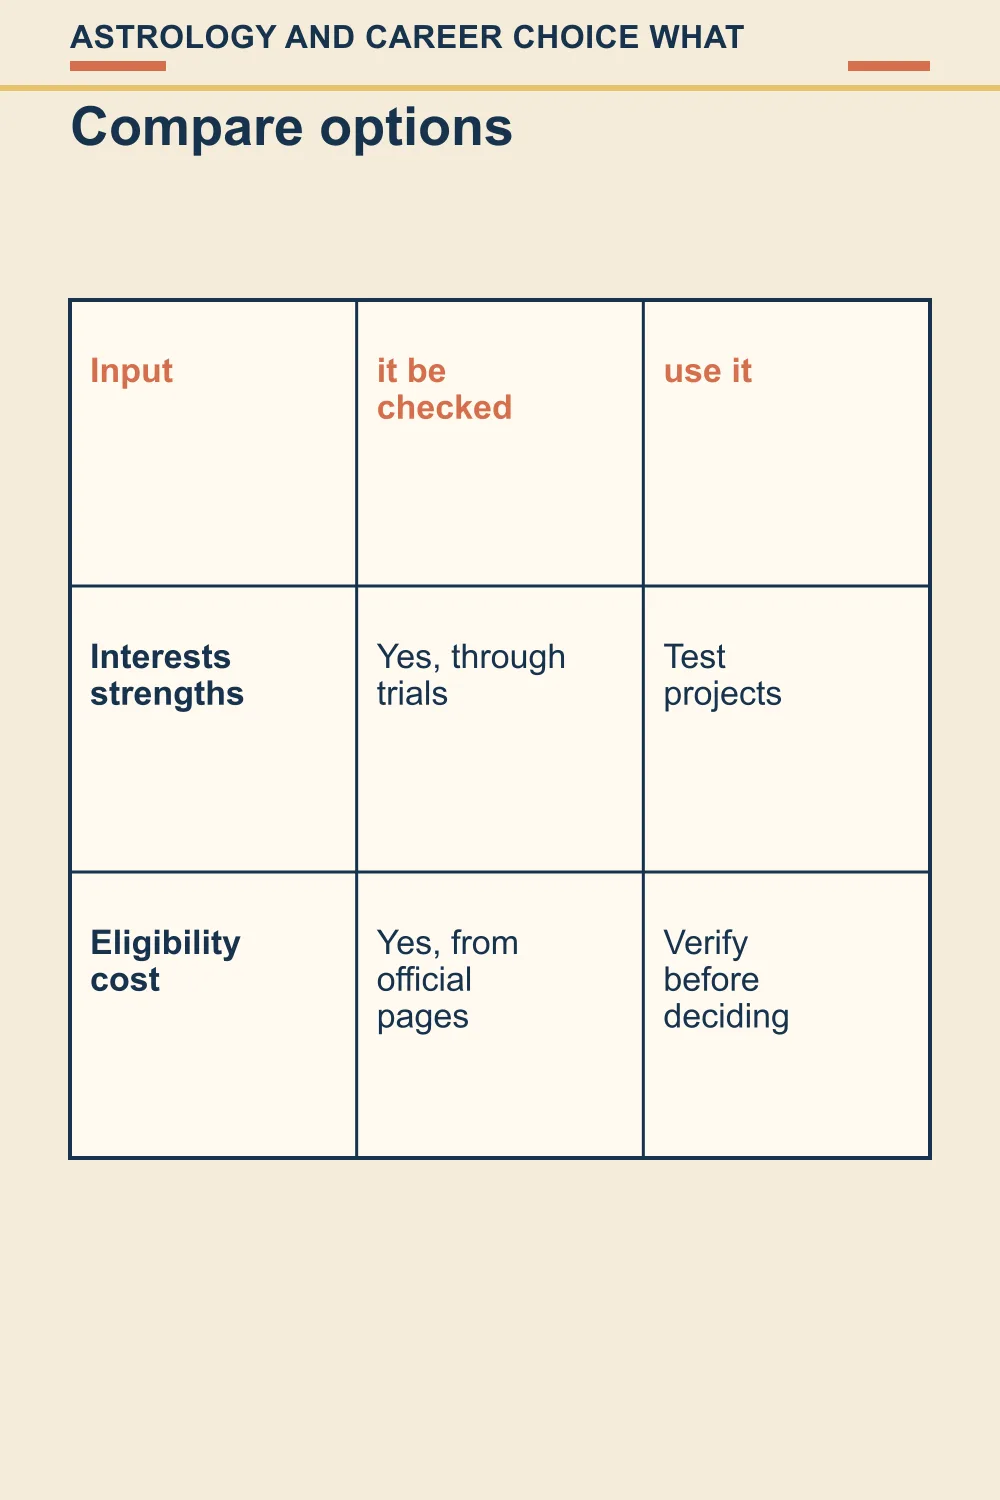 ASTROLOGY AND CAREER CHOICE WHAT
Compare options
Input
it be
checked
use it
Interests
strengths
Yes, through
trials
Test
projects
Eligibility
cost
Yes, from
official
pages
Verify
before
deciding